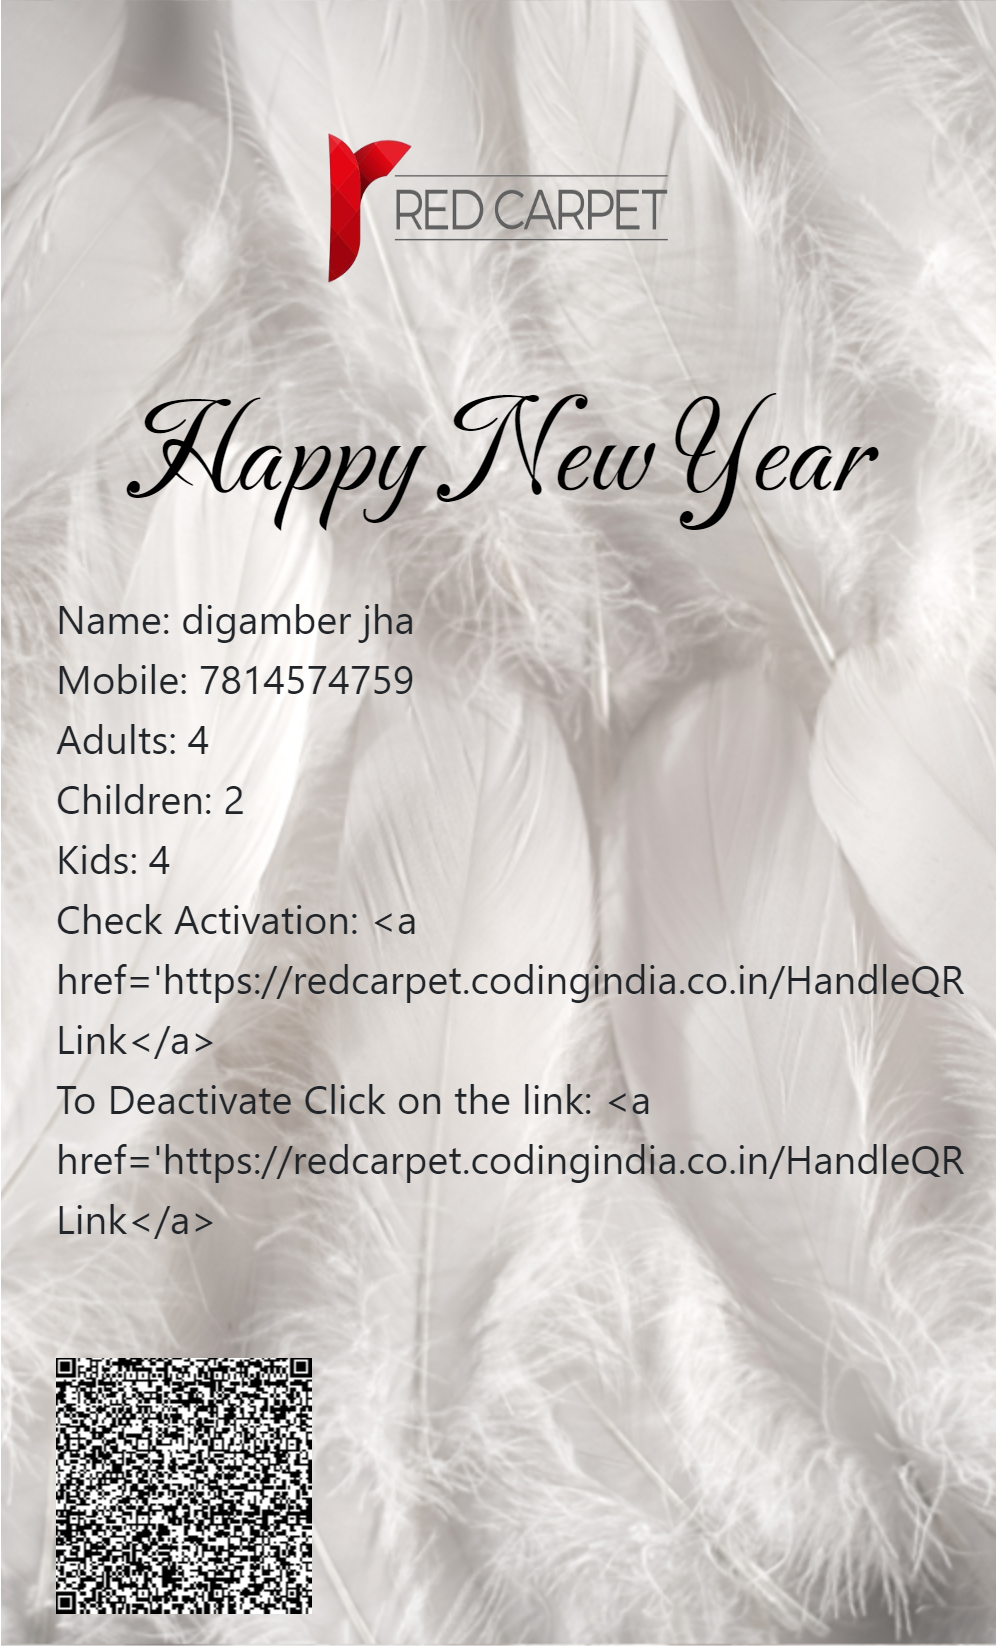 RED CARPET
Happy New Year
Name: digamber jha
Mobile: 7814574759
Adults: 4
Children: 2
Kids: 4
Check Activation: <a
href='https://redcarpet.codingindia.co.in/HandleQR
Link</a>
To Deactivate Click on the link: <a
href='https://redcarpet.codingindia.co.in/HandleQR
Link</a>